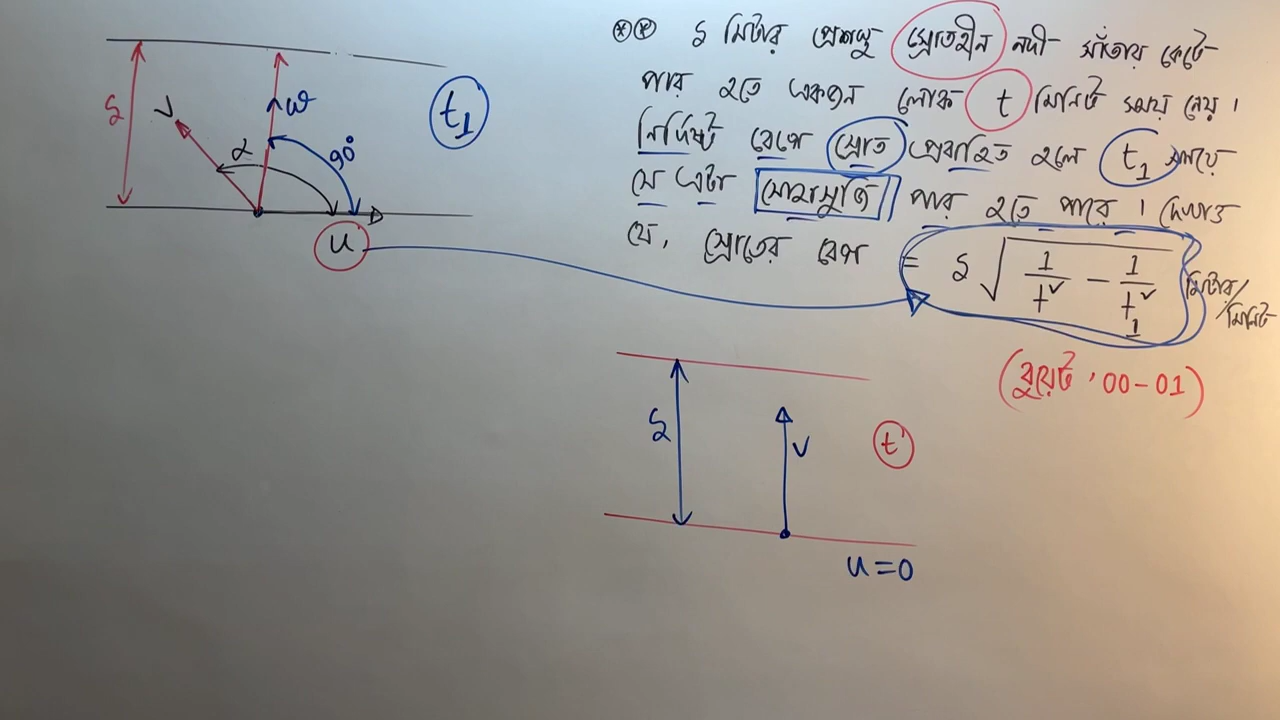 ⊛⊛ S মিটার প্রশস্ত স্রোতহীন নদী সাঁতার কেটে
পার হতে একজন লোক t মিনিট সময় নেয়।
নির্দিষ্ট বেগে স্রোত প্রবাহিত হলে t₁ সময়ে
সে এটা সোজাসুজি পার হতে পারে। দেখাও
যে, স্রোতের বেগ = S √(1/t² − 1/t₁²) মিটার/মিনিট
(বুয়েট '00-01)
S
v
w
α
90°
t₁
u
S
v
t
u=0